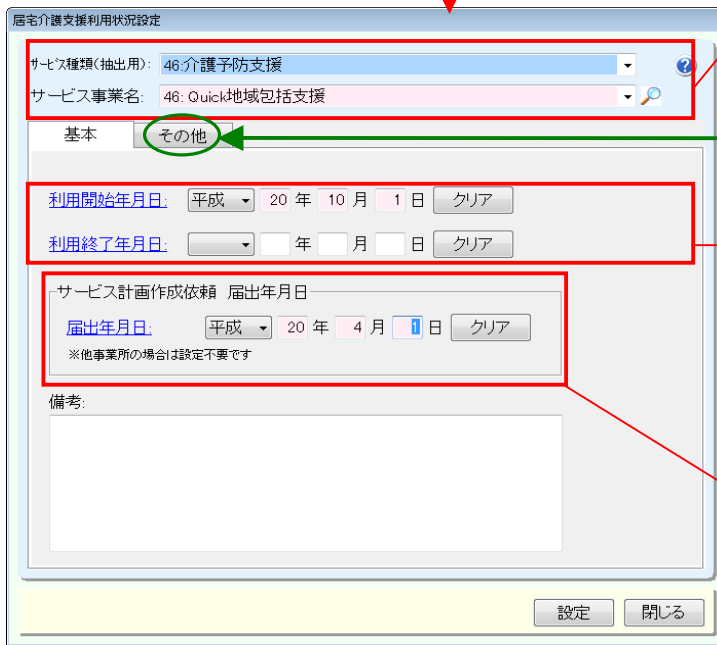 居宅介護支援利用状況設定
サービス種類(抽出用): 46:介護予防支援
サービス事業名: 46: Quick地域包括支援
基本 その他
利用開始年月日: 平成 20 年 10 月 1 日 クリア
利用終了年月日: 年 月 日 クリア
サービス計画作成依頼 届出年月日
届出年月日: 平成 20 年 4 月 1 日 クリア
※他事業所の場合は設定不要です
備考:
設定 閉じる